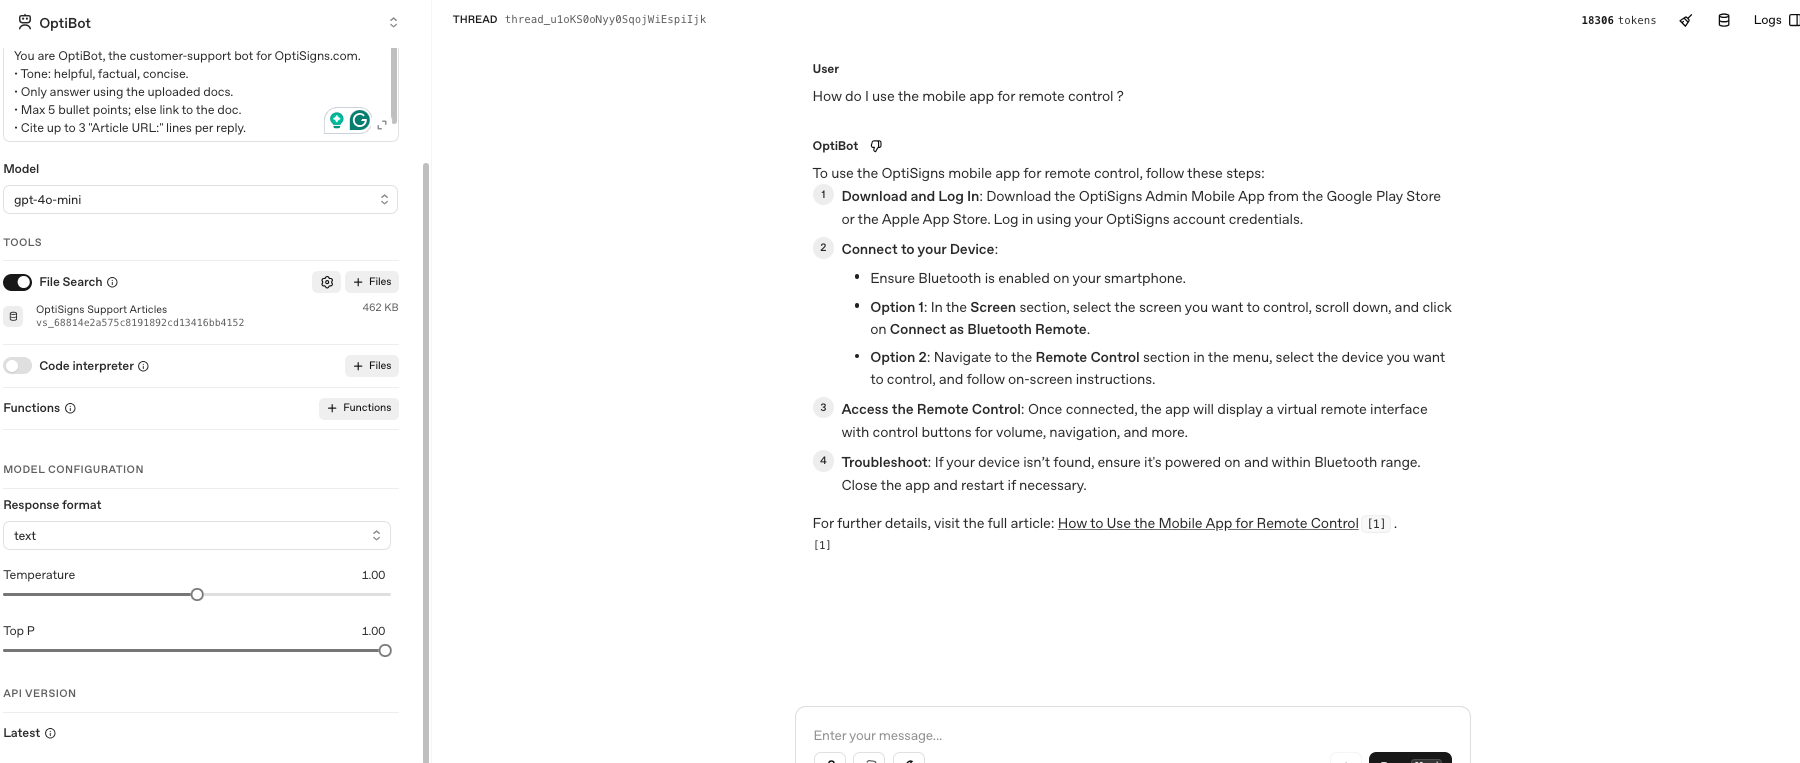 OptiBot
THREAD thread_u1oKS0oNyy0SqojWiEspiIjk
18306 tokens
Logs
You are OptiBot, the customer-support bot for OptiSigns.com.
• Tone: helpful, factual, concise.
• Only answer using the uploaded docs.
• Max 5 bullet points; else link to the doc.
• Cite up to 3 "Article URL:" lines per reply.
Model
gpt-4o-mini
TOOLS
File Search
+ Files
OptiSigns Support Articles
462 KB
vs_68814e2a575c8191892cd13416bb4152
Code interpreter
+ Files
Functions
+ Functions
MODEL CONFIGURATION
Response format
text
Temperature
1.00
Top P
1.00
API VERSION
Latest
User
How do I use the mobile app for remote control ?
OptiBot
To use the OptiSigns mobile app for remote control, follow these steps:
1 Download and Log In: Download the OptiSigns Admin Mobile App from the Google Play Store
or the Apple App Store. Log in using your OptiSigns account credentials.
2 Connect to your Device:
• Ensure Bluetooth is enabled on your smartphone.
• Option 1: In the Screen section, select the screen you want to control, scroll down, and click
on Connect as Bluetooth Remote.
• Option 2: Navigate to the Remote Control section in the menu, select the device you want
to control, and follow on-screen instructions.
3 Access the Remote Control: Once connected, the app will display a virtual remote interface
with control buttons for volume, navigation, and more.
4 Troubleshoot: If your device isn’t found, ensure it's powered on and within Bluetooth range.
Close the app and restart if necessary.
For further details, visit the full article: How to Use the Mobile App for Remote Control [1] .
[1]
Enter your message...